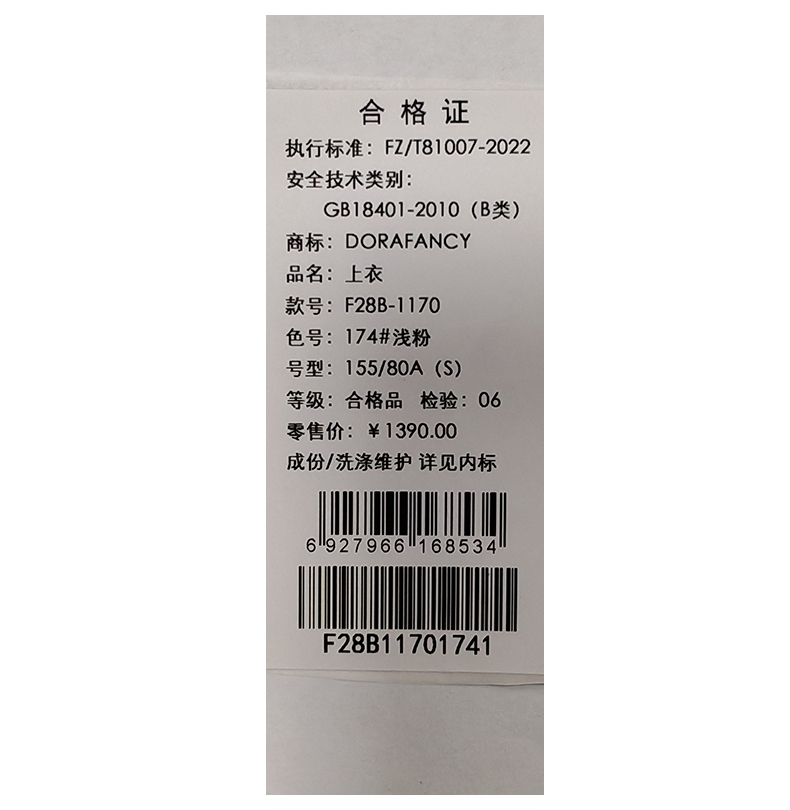 合格证
执行标准：FZ/T81007-2022
安全技术类别：
GB18401-2010（B类）
商标：DORAFANCY
品名：上衣
款号：F28B-1170
色号：174#浅粉
号型：155/80A（S）
等级：合格品 检验：06
零售价：￥1390.00
成份/洗涤维护 详见内标
6 927966 168534
F28B11701741